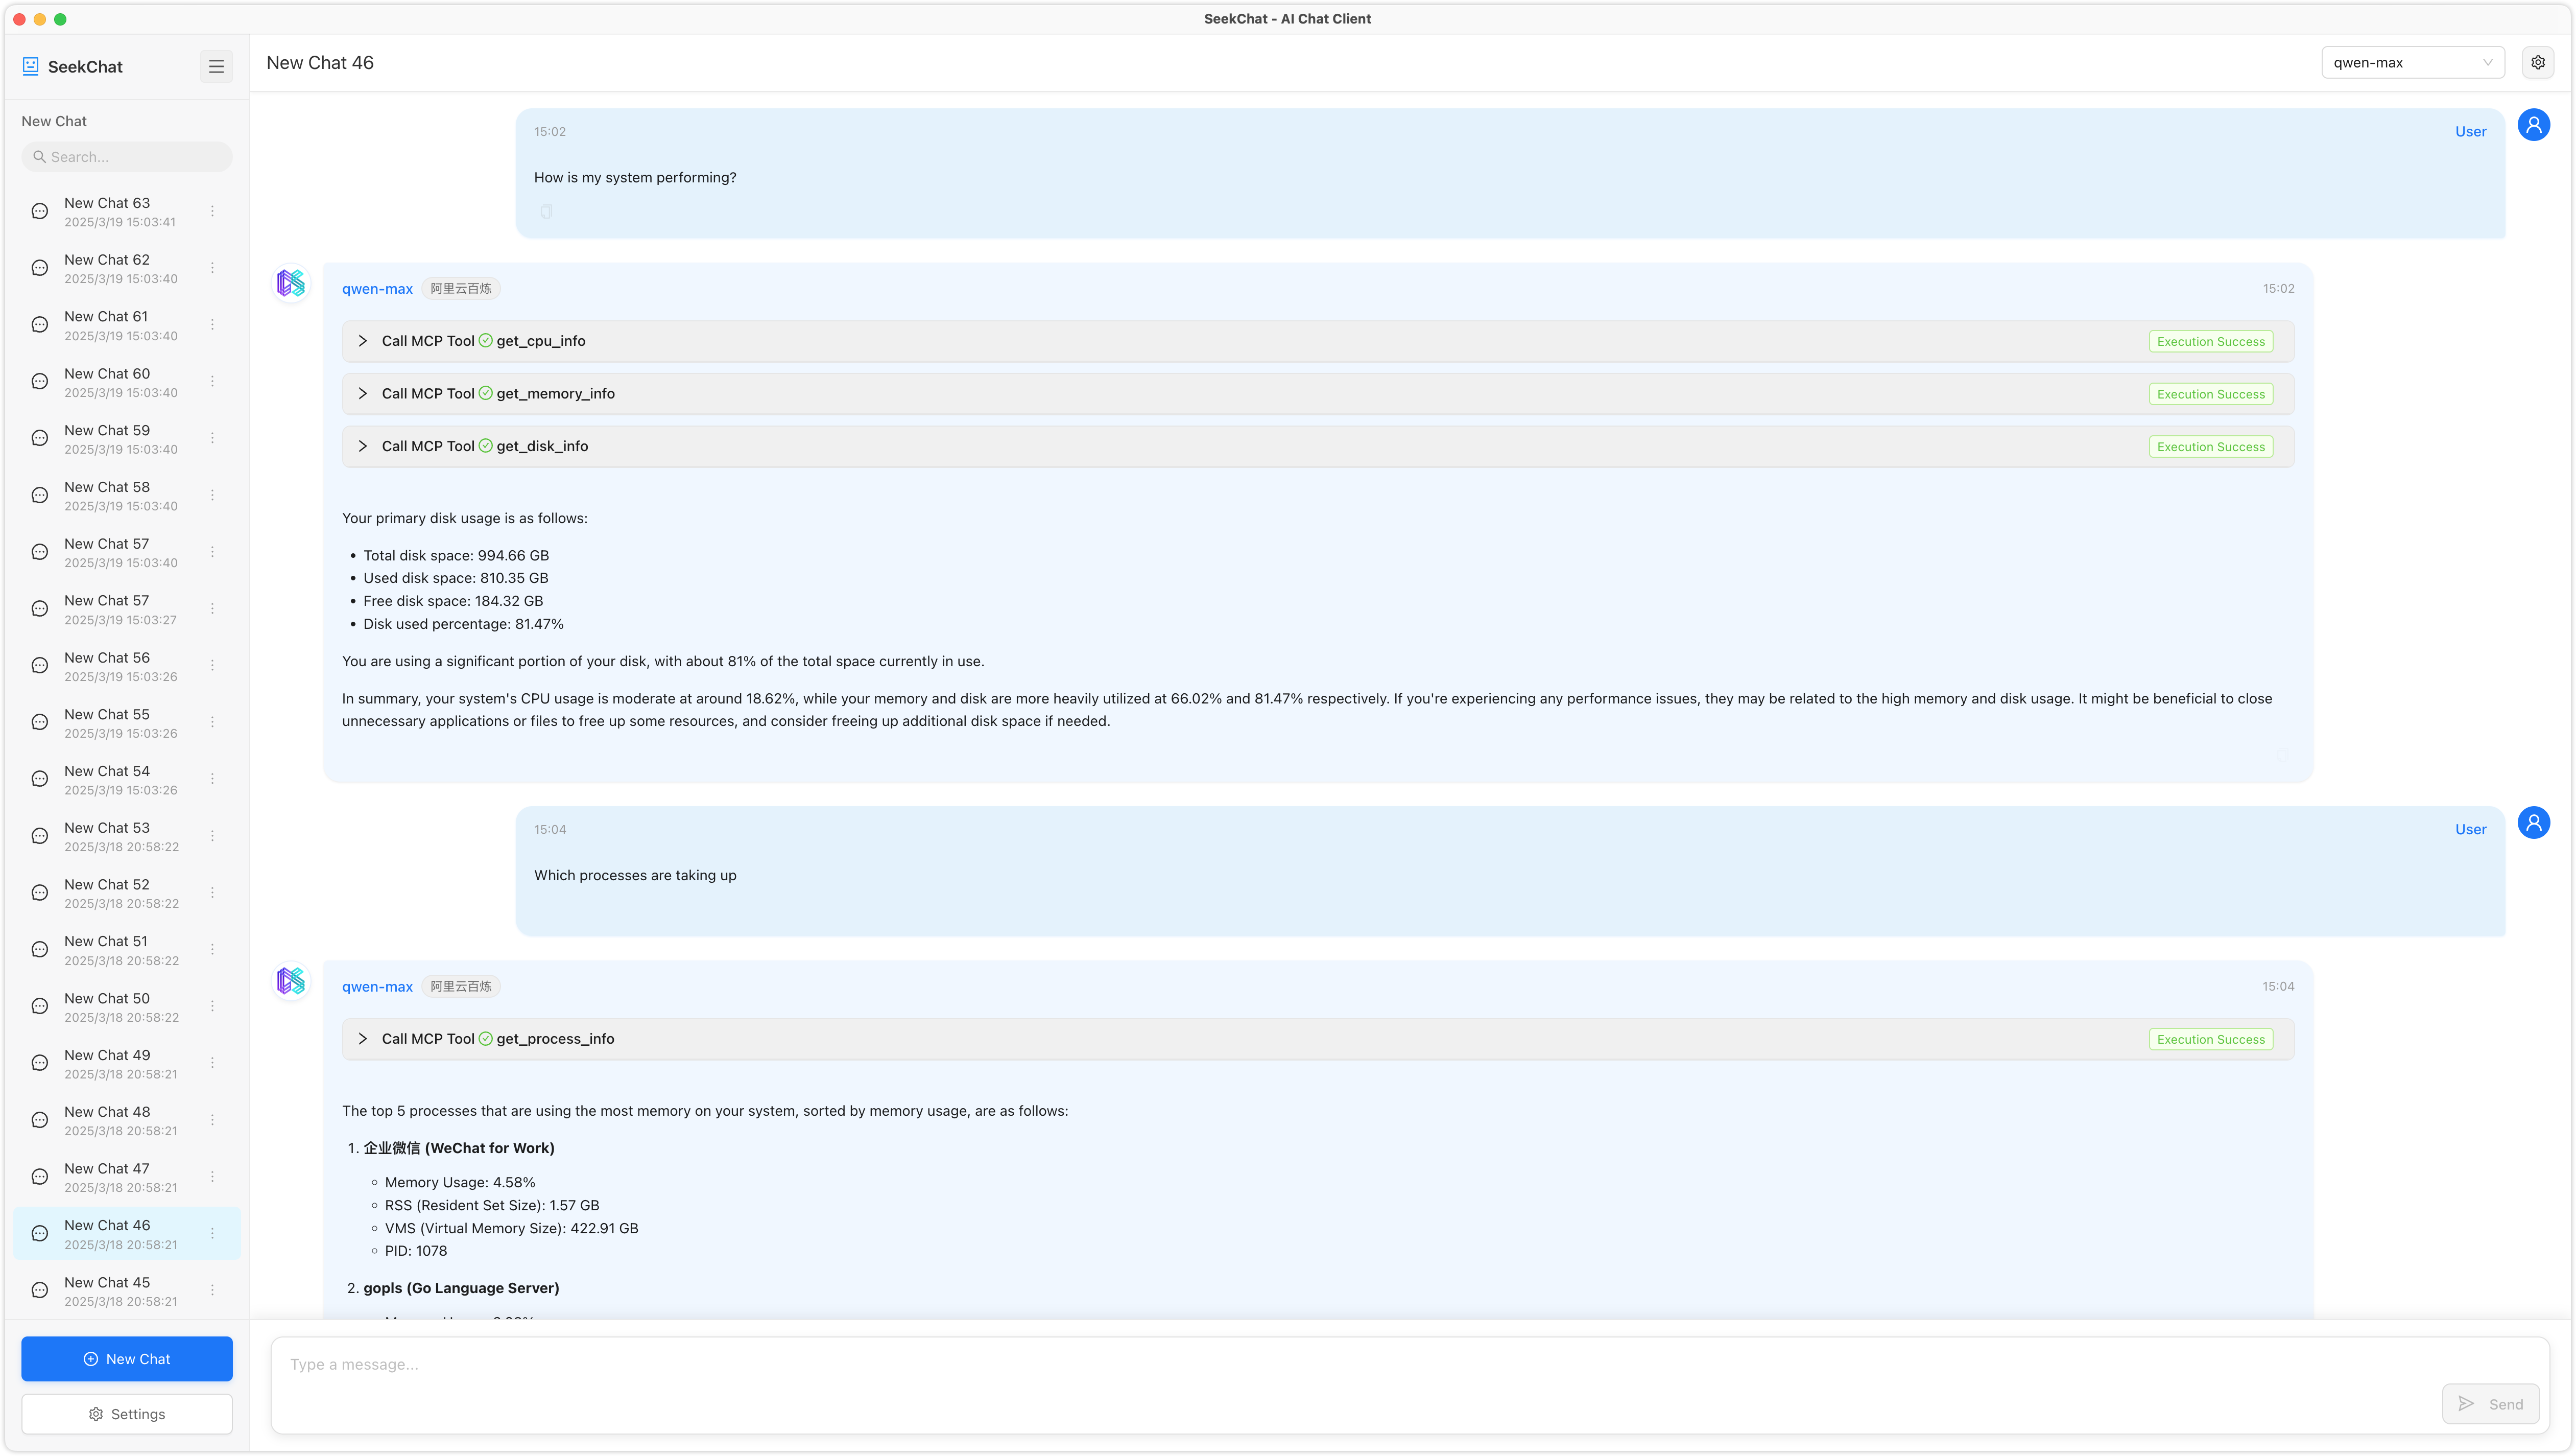 SeekChat - AI Chat Client
SeekChat
New Chat
Search...
New Chat 63
2025/3/19 15:03:41
New Chat 62
2025/3/19 15:03:40
New Chat 61
2025/3/19 15:03:40
New Chat 60
2025/3/19 15:03:40
New Chat 59
2025/3/19 15:03:40
New Chat 58
2025/3/19 15:03:40
New Chat 57
2025/3/19 15:03:40
New Chat 57
2025/3/19 15:03:27
New Chat 56
2025/3/19 15:03:26
New Chat 55
2025/3/19 15:03:26
New Chat 54
2025/3/19 15:03:26
New Chat 53
2025/3/18 20:58:22
New Chat 52
2025/3/18 20:58:22
New Chat 51
2025/3/18 20:58:22
New Chat 50
2025/3/18 20:58:22
New Chat 49
2025/3/18 20:58:21
New Chat 48
2025/3/18 20:58:21
New Chat 47
2025/3/18 20:58:21
New Chat 46
2025/3/18 20:58:21
New Chat 45
2025/3/18 20:58:21
New Chat
Settings
New Chat 46
qwen-max
15:02
User
How is my system performing?
qwen-max 阿里云百炼
15:02
Call MCP Tool get_cpu_info
Execution Success
Call MCP Tool get_memory_info
Execution Success
Call MCP Tool get_disk_info
Execution Success
Your primary disk usage is as follows:
• Total disk space: 994.66 GB
• Used disk space: 810.35 GB
• Free disk space: 184.32 GB
• Disk used percentage: 81.47%
You are using a significant portion of your disk, with about 81% of the total space currently in use.
In summary, your system's CPU usage is moderate at around 18.62%, while your memory and disk are more heavily utilized at 66.02% and 81.47% respectively. If you're experiencing any performance issues, they may be related to the high memory and disk usage. It might be beneficial to close
unnecessary applications or files to free up some resources, and consider freeing up additional disk space if needed.
15:04
User
Which processes are taking up
qwen-max 阿里云百炼
15:04
Call MCP Tool get_process_info
Execution Success
The top 5 processes that are using the most memory on your system, sorted by memory usage, are as follows:
1. 企业微信 (WeChat for Work)
◦ Memory Usage: 4.58%
◦ RSS (Resident Set Size): 1.57 GB
◦ VMS (Virtual Memory Size): 422.91 GB
◦ PID: 1078
2. gopls (Go Language Server)
Type a message...
Send